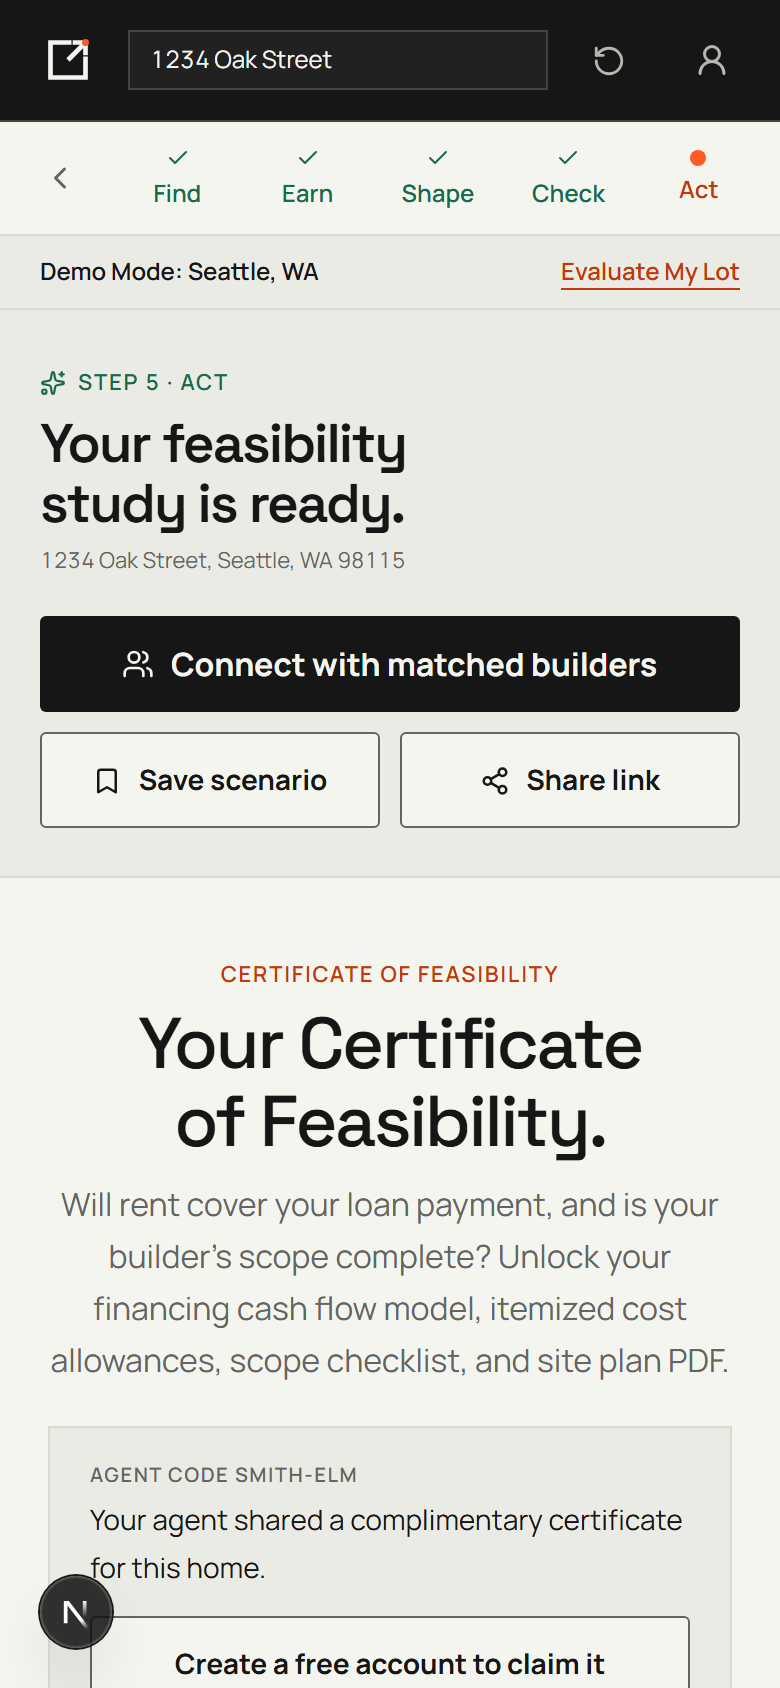 1234 Oak Street
Find
Earn
Shape
Check
Act
Demo Mode: Seattle, WA
Evaluate My Lot
STEP 5 · ACT
Your feasibility
study is ready.
1234 Oak Street, Seattle, WA 98115
Connect with matched builders
Save scenario
Share link
CERTIFICATE OF FEASIBILITY
Your Certificate
of Feasibility.
Will rent cover your loan payment, and is your
builder’s scope complete? Unlock your
financing cash flow model, itemized cost
allowances, scope checklist, and site plan PDF.
AGENT CODE SMITH-ELM
Your agent shared a complimentary certificate
for this home.
N
Create a free account to claim it